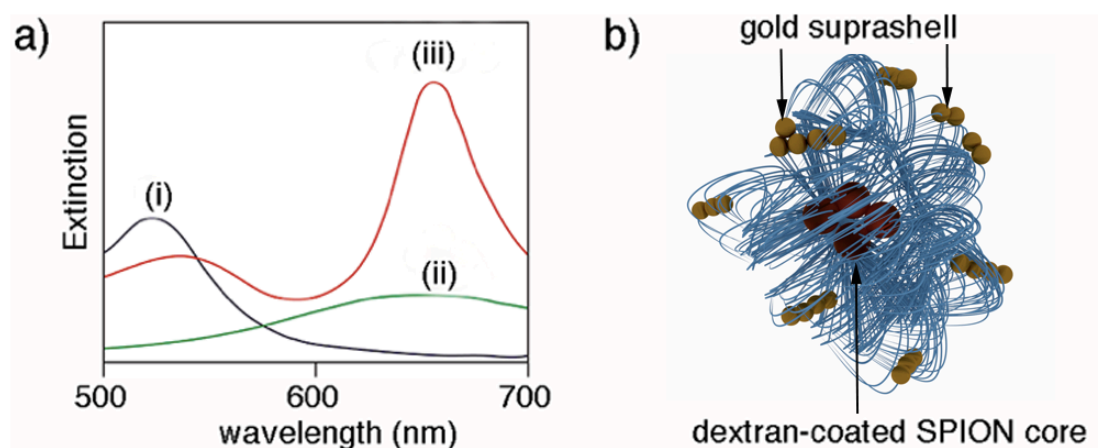 a)
(i)
(ii)
(iii)
Extinction
500
600
700
wavelength (nm)
b)
gold suprashell
dextran-coated SPION core